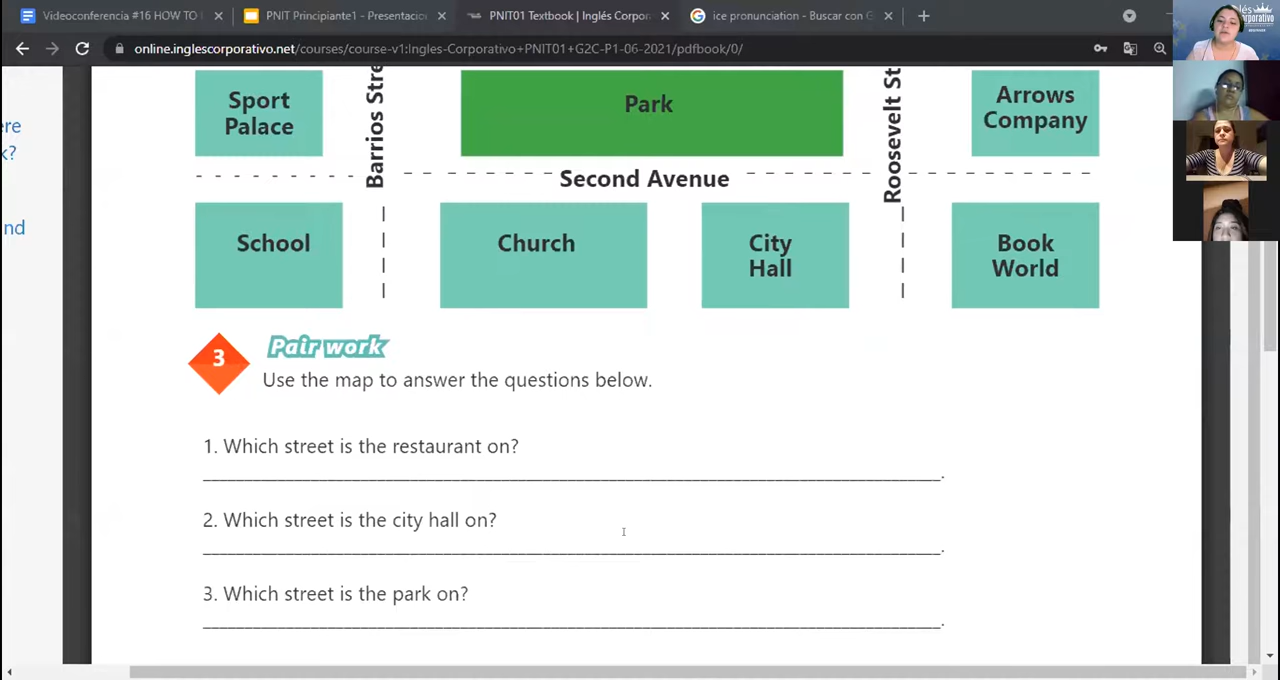 Videoconferencia #16 HOW TO
PNIT Principiante1 - Presentacio
PNIT01 Textbook | Inglés Corpor
ice pronunciation - Buscar con G
online.inglescorporativo.net/courses/course-v1:Ingles-Corporativo+PNIT01+G2C-P1-06-2021/pdfbook/0/
ere
k?
nd
Sport
Palace
Barrios Stre
Park
Roosevelt St
Arrows
Company
Second Avenue
School
Church
City
Hall
Book
World
3
Pair work
Use the map to answer the questions below.
1. Which street is the restaurant on?
2. Which street is the city hall on?
3. Which street is the park on?